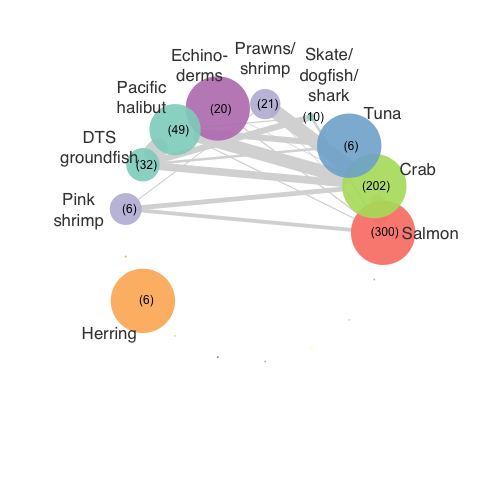 Echino-
derms
(20)
Prawns/
shrimp
(21)
Skate/
dogfish/
shark
(10)
Pacific
halibut
(49)
Tuna
(6)
DTS
groundfish
(32)
Crab
(202)
Pink
shrimp
(6)
Salmon
(300)
(6)
Herring